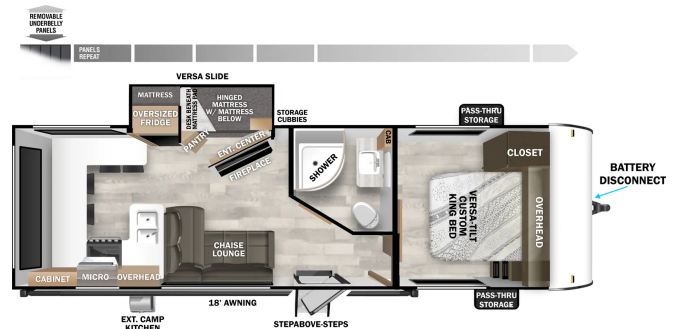 REMOVABLE
UNDERBELLY
PANELS
PANELS
REPEAT
VERSA SLIDE
MATTRESS
OVERSIZED
FRIDGE
DESK BENEATH
MATTRESS PAD
HINGED
MATTRESS
W/ MATTRESS
BELOW
STORAGE
CUBBIES
PANTRY
ENT. CENTER
FIREPLACE
SHOWER
CAB
PASS-THRU
STORAGE
CLOSET
OVERHEAD
VERSA-TILT
CUSTOM
KING BED
BATTERY
DISCONNECT
CHAISE
LOUNGE
CABINET
MICRO
OVERHEAD
18' AWNING
EXT. CAMP
KITCHEN
STEPABOVE-STEPS
PASS-THRU
STORAGE